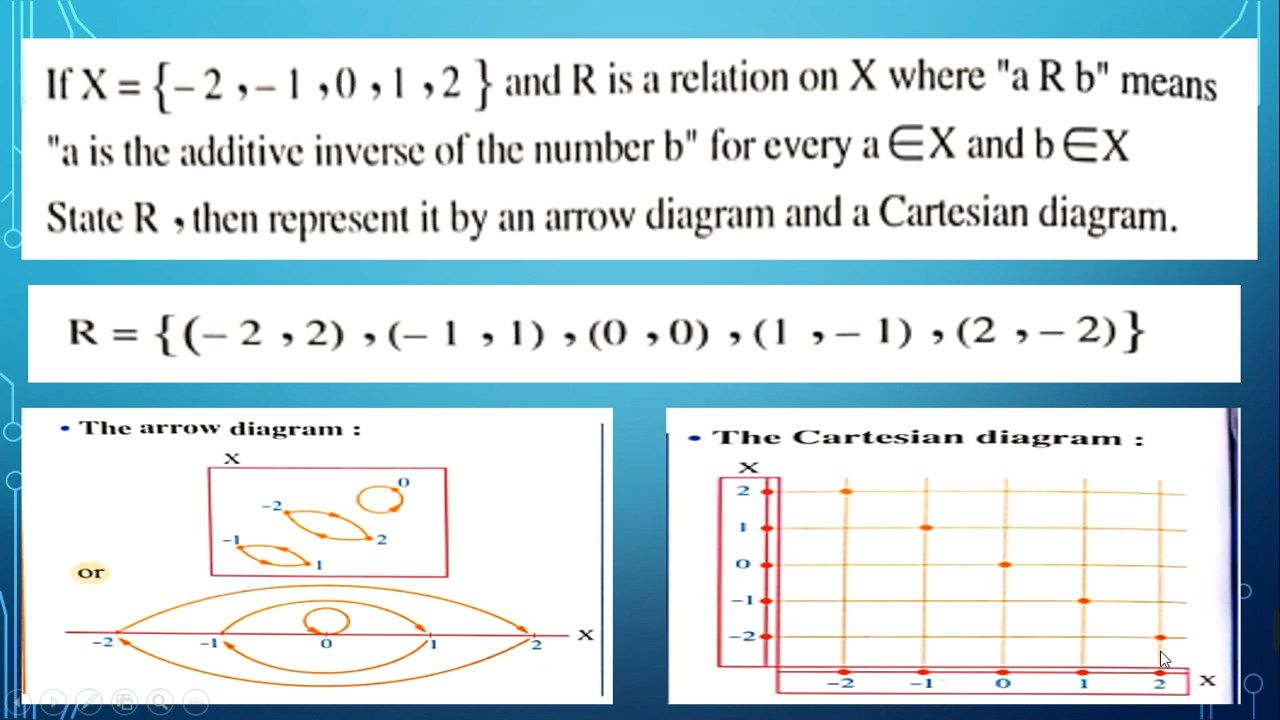 If X = {– 2 , – 1 , 0 , 1 , 2 } and R is a relation on X where "a R b" means
"a is the additive inverse of the number b" for every a ∈ X and b ∈ X
State R , then represent it by an arrow diagram and a Cartesian diagram.
R = {(– 2 , 2) , (– 1 , 1) , (0 , 0) , (1 , – 1) , (2 , – 2)}
• The arrow diagram :
X
0
–2
2
–1
1
or
–2 –1 0 1 2 X
• The Cartesian diagram :
X
2
1
0
–1
–2
–2 –1 0 1 2 X